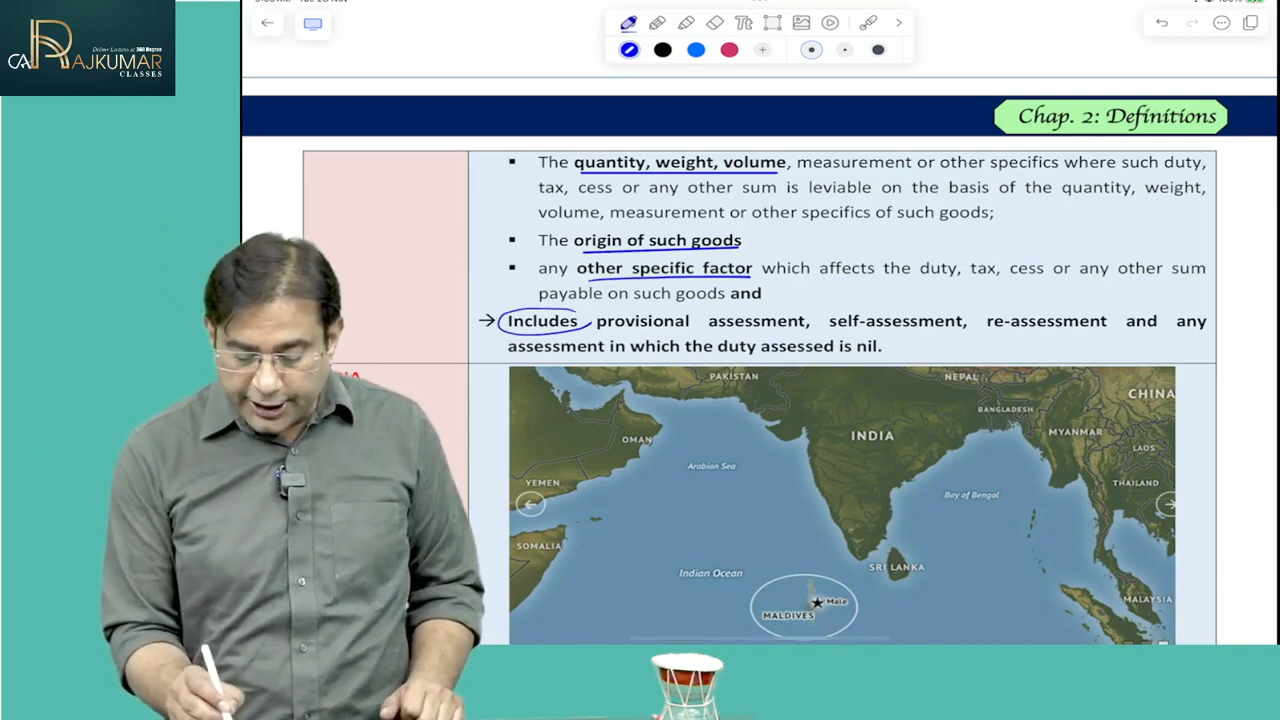 Deliver Lectures at 360 Degree
CA RAJKUMAR
CLASSES
Chap. 2: Definitions
▪ The quantity, weight, volume, measurement or other specifics where such duty,
tax, cess or any other sum is leviable on the basis of the quantity, weight,
volume, measurement or other specifics of such goods;
▪ The origin of such goods
▪ any other specific factor which affects the duty, tax, cess or any other sum
payable on such goods and
→ Includes provisional assessment, self-assessment, re-assessment and any
assessment in which the duty assessed is nil.
PAKISTAN
NEPAL
CHINA
BANGLADESH
OMAN
INDIA
MYANMAR
LAOS
Arabian Sea
YEMEN
Bay of Bengal
THAILAND
SOMALIA
Indian Ocean
SRI LANKA
Male
MALDIVES
MALAYSIA